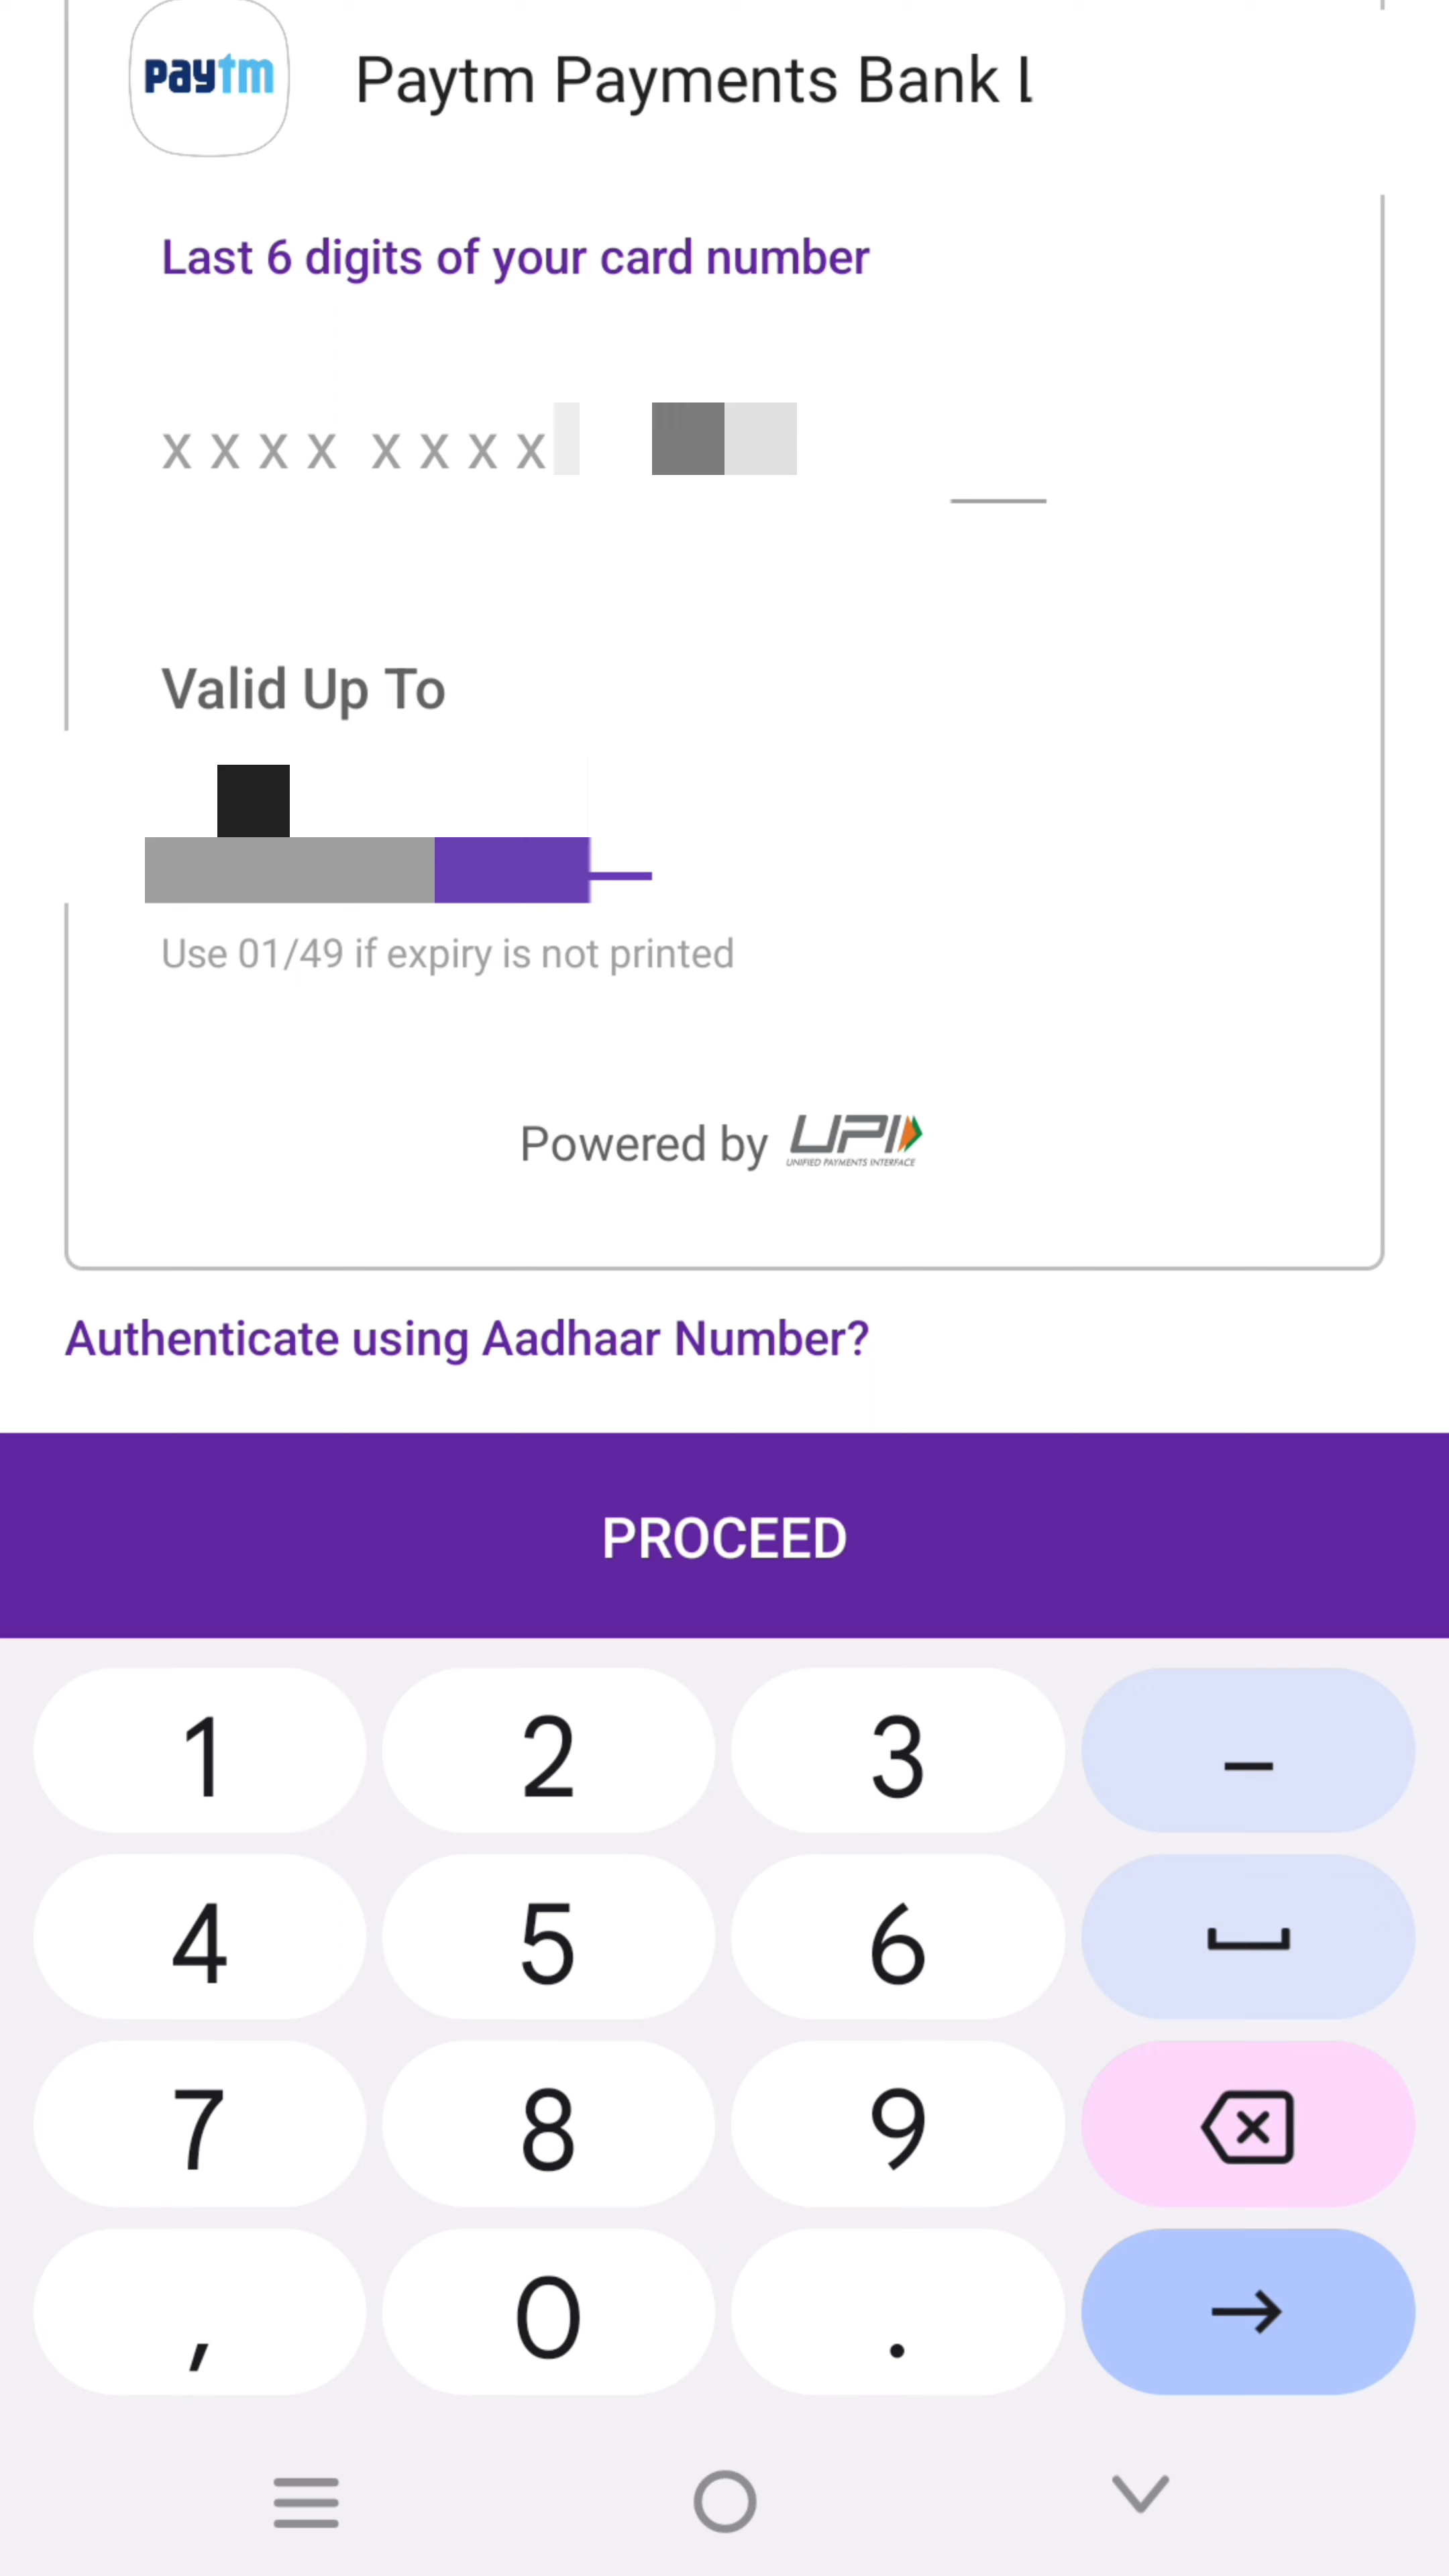 paytm Paytm Payments Bank
Last 6 digits of your card number
X X X X X X X X
Valid Up To
Use 01/49 if expiry is not printed
Powered by UPI
UNIFIED PAYMENTS INTERFACE
Authenticate using Aadhaar Number?
PROCEED
1 2 3 –
4 5 6
7 8 9
, 0 .